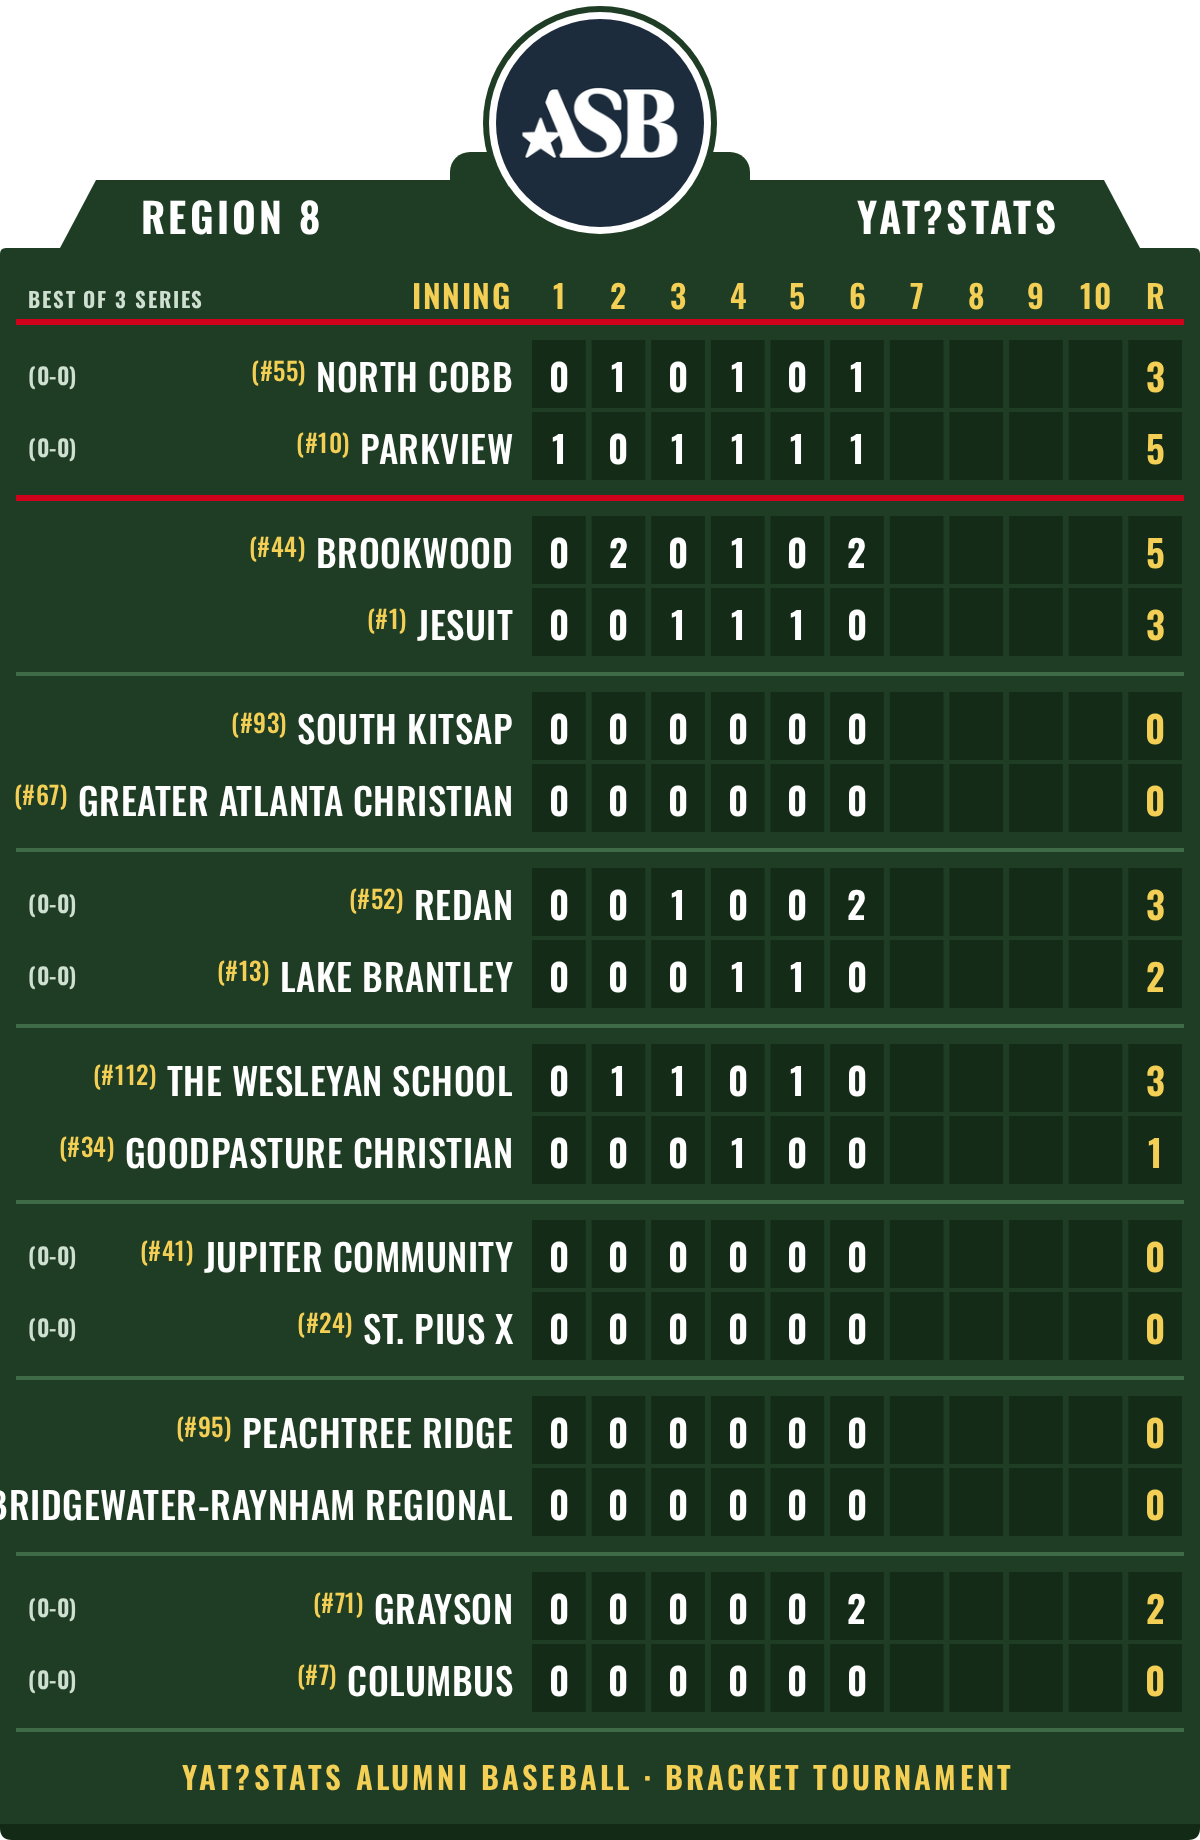 ASB
REGION 8 YAT?STATS
BEST OF 3 SERIES INNING 1 2 3 4 5 6 7 8 9 10 R
(0-0) (#55) NORTH COBB 0 1 0 1 0 1 3
(0-0) (#10) PARKVIEW 1 0 1 1 1 1 5
(#44) BROOKWOOD 0 2 0 1 0 2 5
(#1) JESUIT 0 0 1 1 1 0 3
(#93) SOUTH KITSAP 0 0 0 0 0 0 0
(#67) GREATER ATLANTA CHRISTIAN 0 0 0 0 0 0 0
(0-0) (#52) REDAN 0 0 1 0 0 2 3
(0-0) (#13) LAKE BRANTLEY 0 0 0 1 1 0 2
(#112) THE WESLEYAN SCHOOL 0 1 1 0 1 0 3
(#34) GOODPASTURE CHRISTIAN 0 0 0 1 0 0 1
(0-0) (#41) JUPITER COMMUNITY 0 0 0 0 0 0 0
(0-0) (#24) ST. PIUS X 0 0 0 0 0 0 0
(#95) PEACHTREE RIDGE 0 0 0 0 0 0 0
BRIDGEWATER-RAYNHAM REGIONAL 0 0 0 0 0 0 0
(0-0) (#71) GRAYSON 0 0 0 0 0 2 2
(0-0) (#7) COLUMBUS 0 0 0 0 0 0 0
YAT?STATS ALUMNI BASEBALL · BRACKET TOURNAMENT